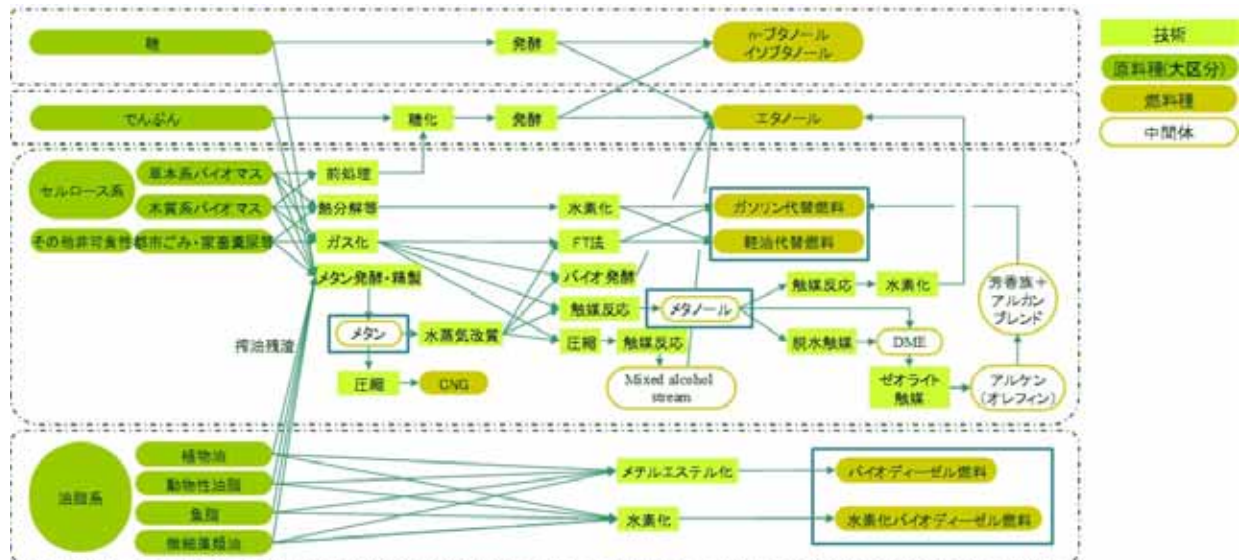 糖
発酵
n-ブタノール
イソブタノール
技術
原料種(大区分)
燃料種
中間体
でんぷん
糖化
発酵
エタノール
セルロース系
草木系バイオマス
前処理
木質系バイオマス
熱分解等
水素化
ガソリン代替燃料
その他非可食性
都市ごみ・家畜糞尿等
ガス化
FT法
軽油代替燃料
メタン発酵・精製
バイオ発酵
触媒反応
メタノール
触媒反応
水素化
芳香族+
アルカン
ブレンド
メタン
水蒸気改質
圧縮
触媒反応
脱水触媒
DME
搾油残渣
圧縮
CNG
Mixed alcohol
stream
ゼオライト
触媒
アルケン
(オレフィン)
油脂系
植物油
動物性油脂
魚脂
微細藻類油
メチルエステル化
バイオディーゼル燃料
水素化
水素化バイオディーゼル燃料